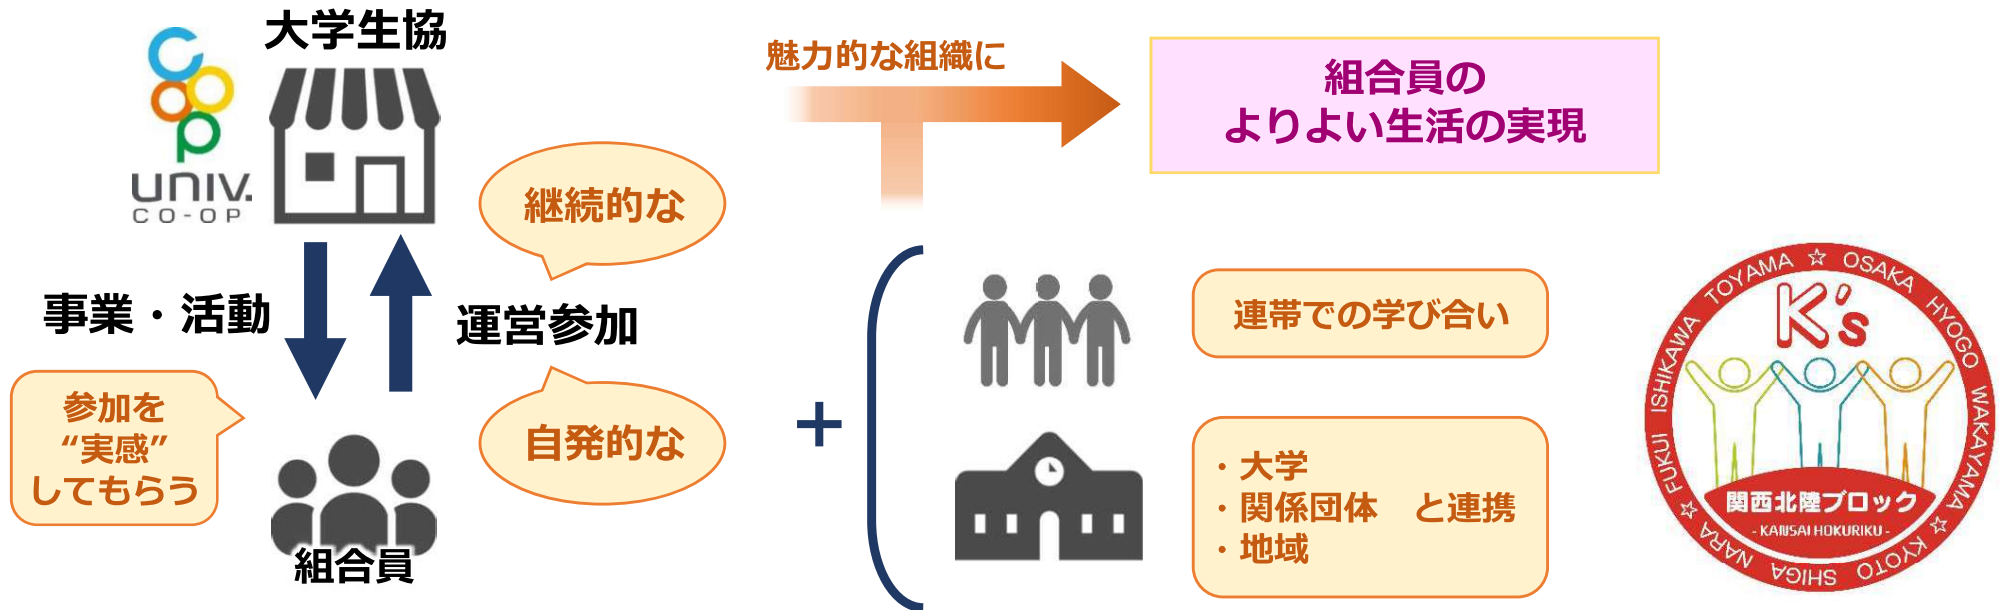 大学生協
UNIV.
CO-OP
事業・活動
運営参加
継続的な
自発的な
参加を
“実感”
してもらう
組合員
魅力的な組織に
組合員の
よりよい生活の実現
+
連帯での学び合い
・大学
・関係団体　と連携
・地域
K's
関西北陸ブロック
- KANSAI HOKURIKU -
FUKUI ISHIKAWA TOYAMA ☆ OSAKA HYOGO WAKAYAMA ☆ KYOTO SHIGA NARA ☆